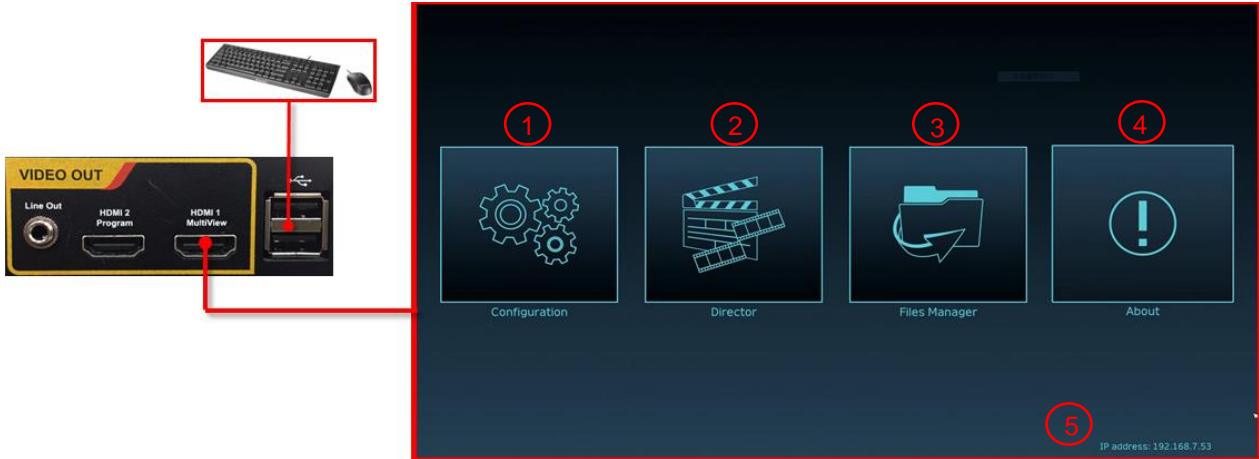 VIDEO OUT
Line Out
HDMI 2
Program
HDMI 1
MultiView
1
2
3
4
Configuration
Director
Files Manager
About
5
IP address: 192.168.7.53